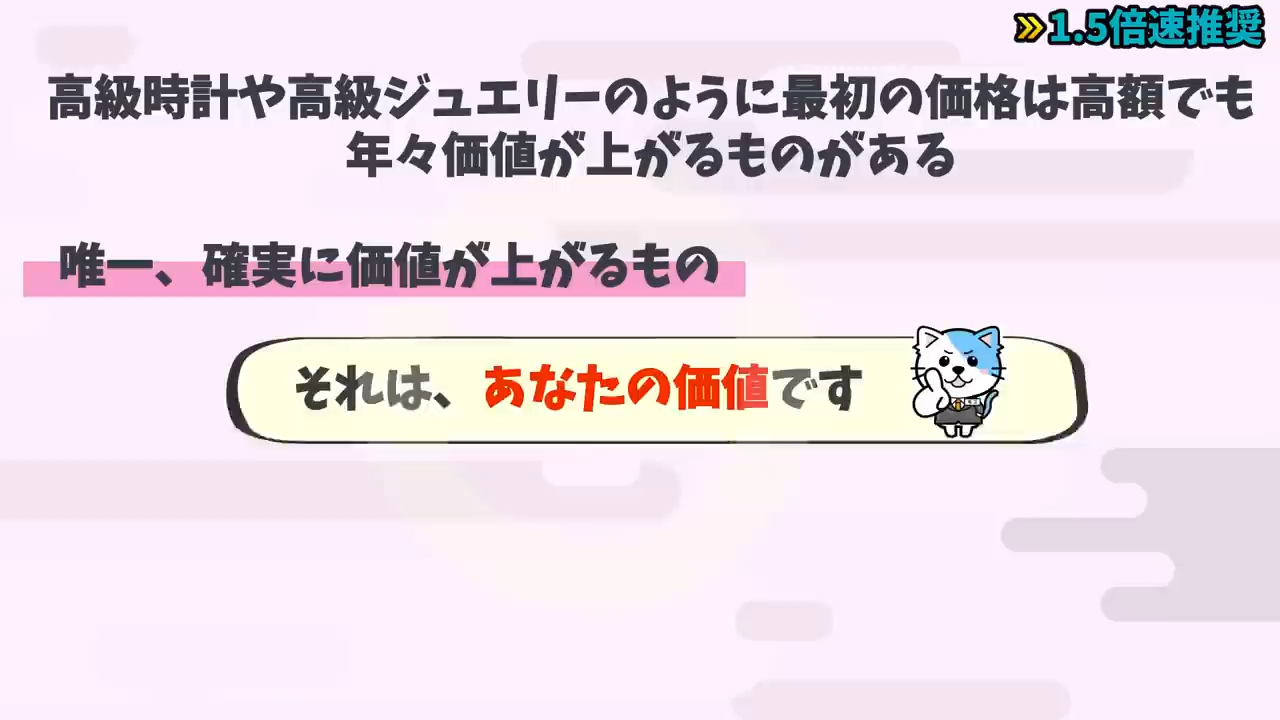 1.5倍速推奨
高級時計や高級ジュエリーのように最初の価格は高額でも
年々価値が上がるものがある
唯一、確実に価値が上がるもの
それは、あなたの価値です